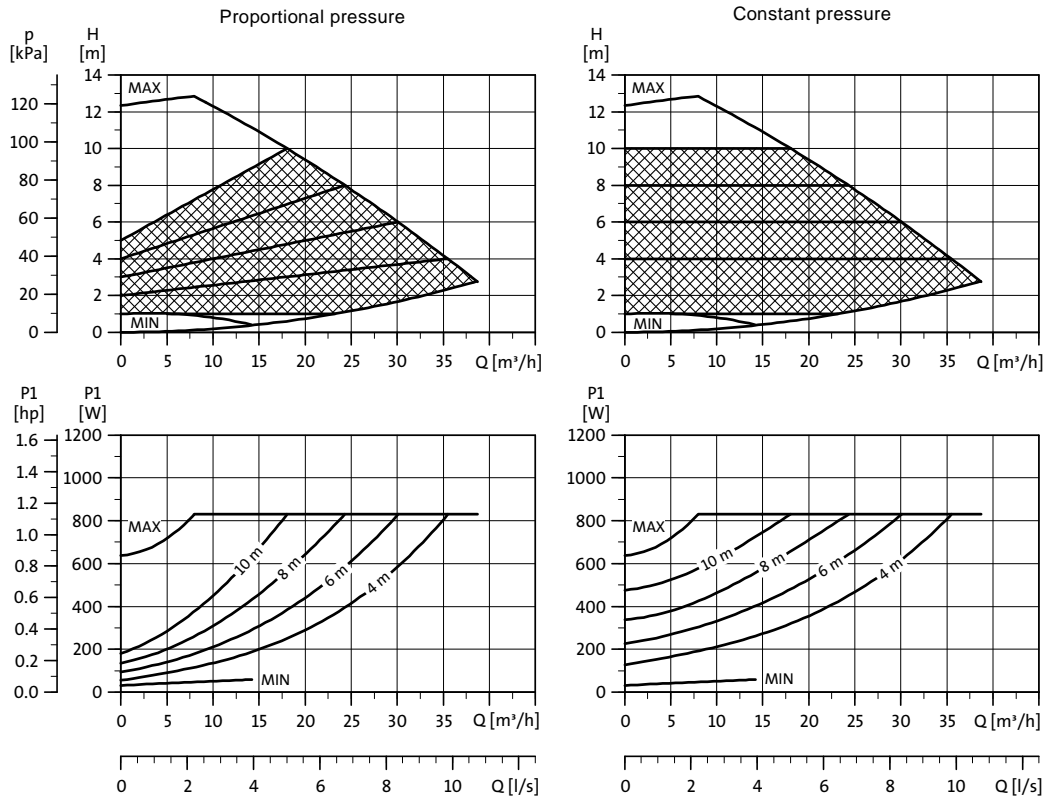 Proportional pressure
Constant pressure
p
[kPa]
H
[m]
H
[m]
14
12
10
8
6
4
2
0
120
100
80
60
40
20
0
MAX
MIN
0 5 10 15 20 25 30 Q [m³/h]
14
12
10
8
6
4
2
0
MAX
MIN
0 5 10 15 20 25 30 Q [m³/h]
P1
[hp]
P1
[W]
P1
[W]
1.6
1.4
1.2
1.0
0.8
0.6
0.4
0.2
0.0
1200
1000
800
600
400
200
0
MAX
10 m
8 m
6 m
4 m
MIN
0 5 10 15 20 25 30 Q [m³/h]
1200
1000
800
600
400
200
0
MAX
10 m
8 m
6 m
4 m
MIN
0 5 10 15 20 25 30 Q [m³/h]
0 2 4 6 8 10 Q [l/s]
0 2 4 6 8 10 Q [l/s]